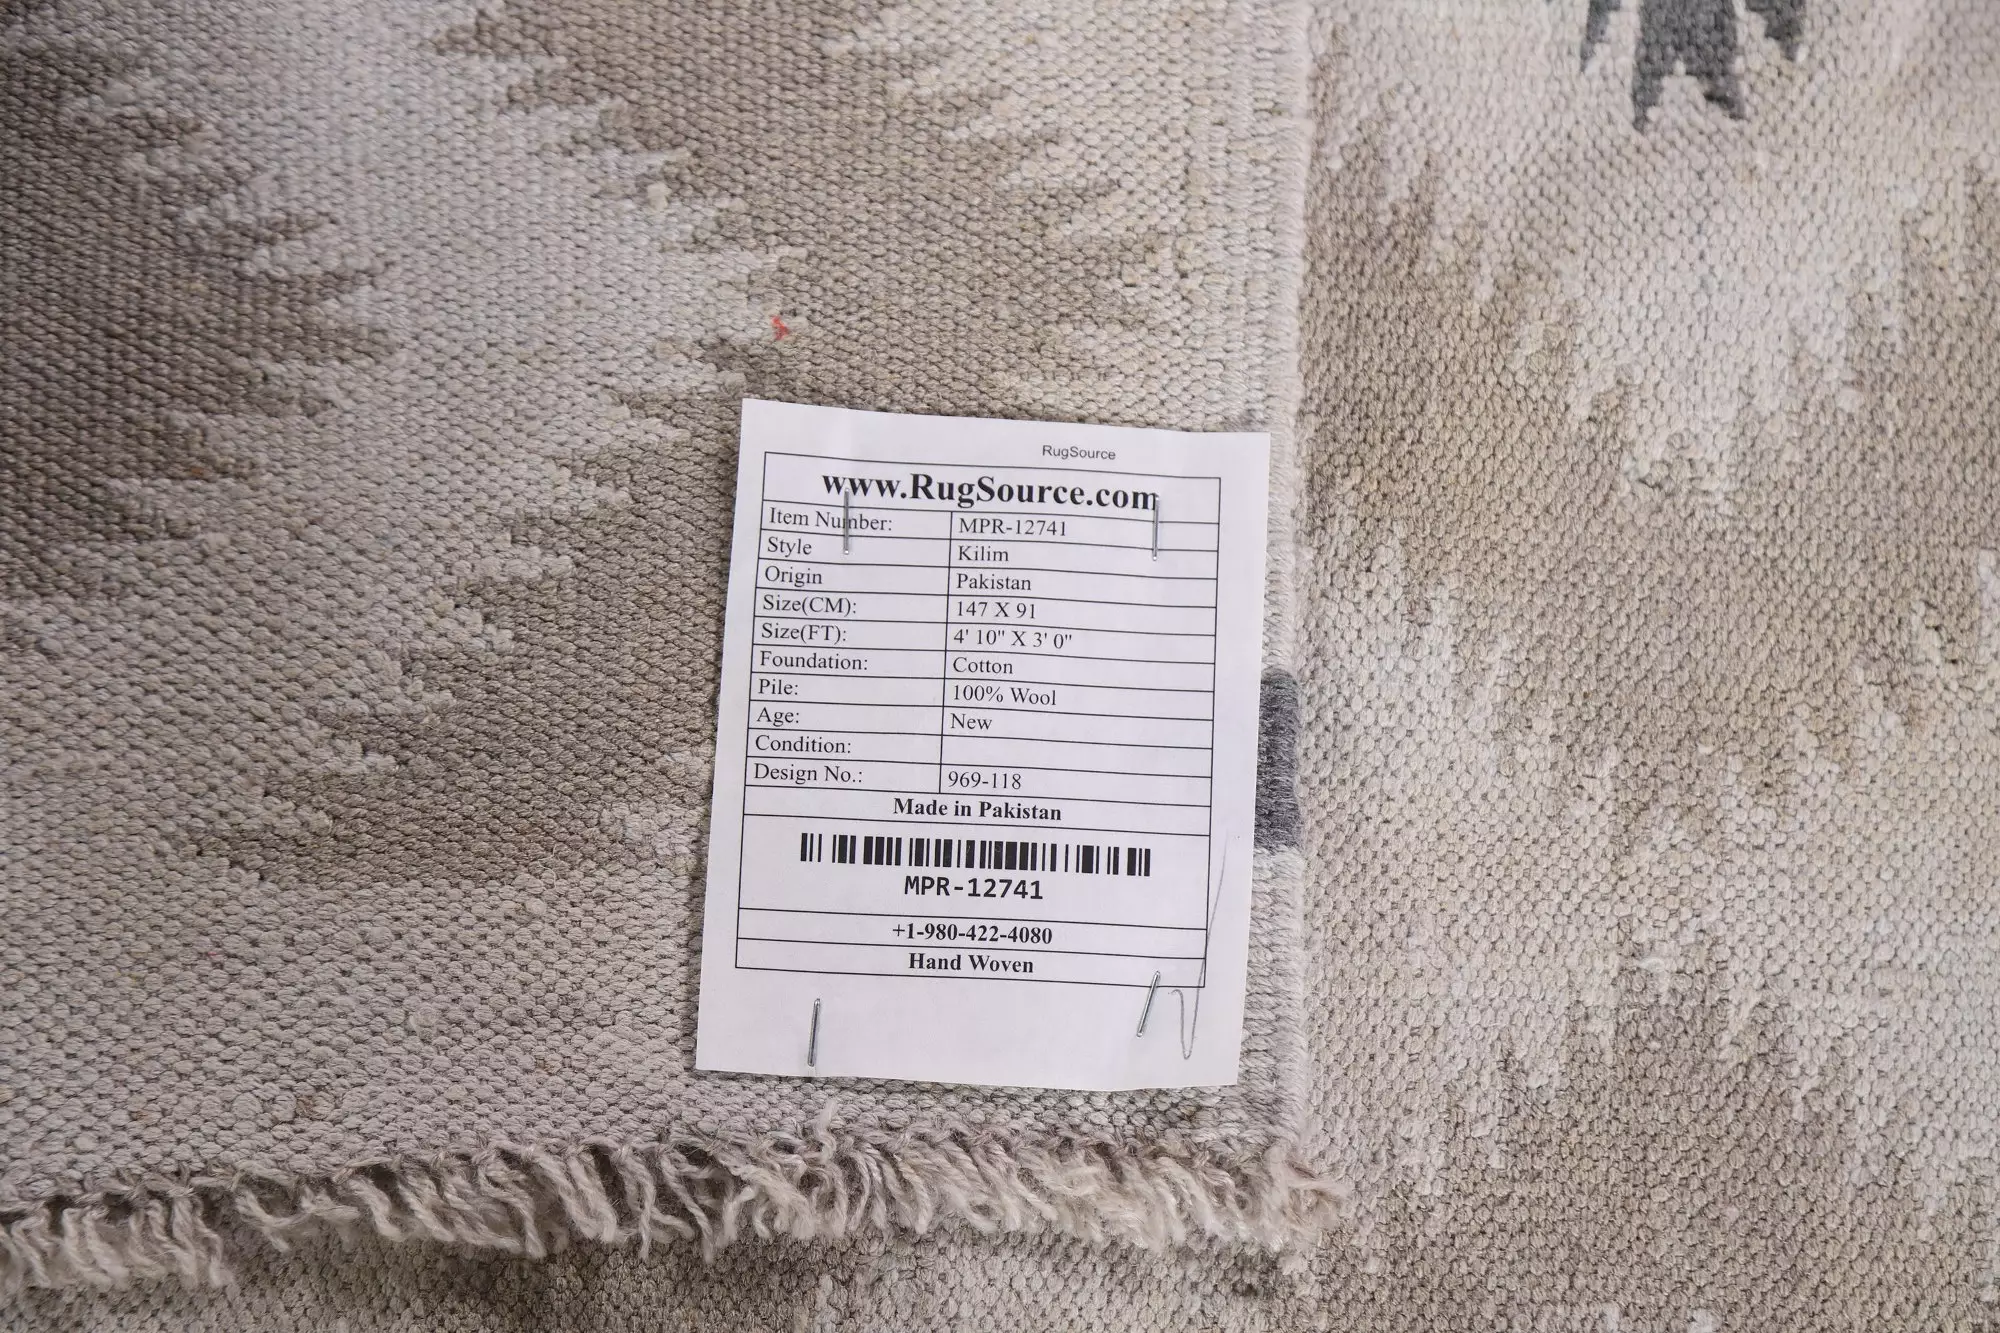 RugSource
www.RugSource.com
Item Number: MPR-12741
Style Kilim
Origin Pakistan
Size(CM): 147 X 91
Size(FT): 4' 10" X 3' 0"
Foundation: Cotton
Pile: 100% Wool
Age: New
Condition:
Design No.: 969-118
Made in Pakistan
MPR-12741
+1-980-422-4080
Hand Woven